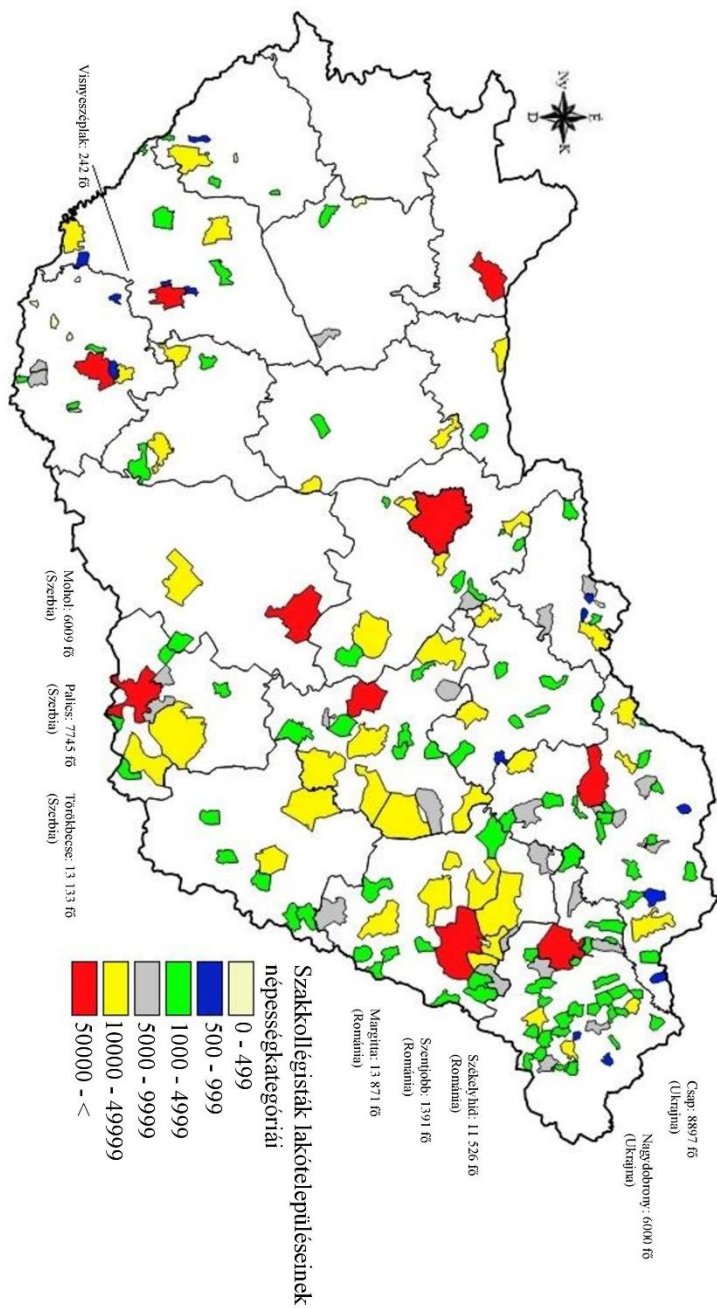 Ny
É
D
K
Visnyeszéplak: 242 fő
Csap: 8897 fő
(Ukrajna)
Nagydobrony: 6000 fő
(Ukrajna)
Székelyhíd: 11 526 fő
(Románia)
Szentjobb: 1391 fő
(Románia)
Margitta: 13 871 fő
(Románia)
Mohol: 6009 fő
(Szerbia)
Palics: 7745 fő
(Szerbia)
Törökbecse: 13 133 fő
(Szerbia)
Szakkollégisták lakótelepüléseinek
népességkategóriái
0 - 499
500 - 999
1000 - 4999
5000 - 9999
10000 - 49999
50000 - <